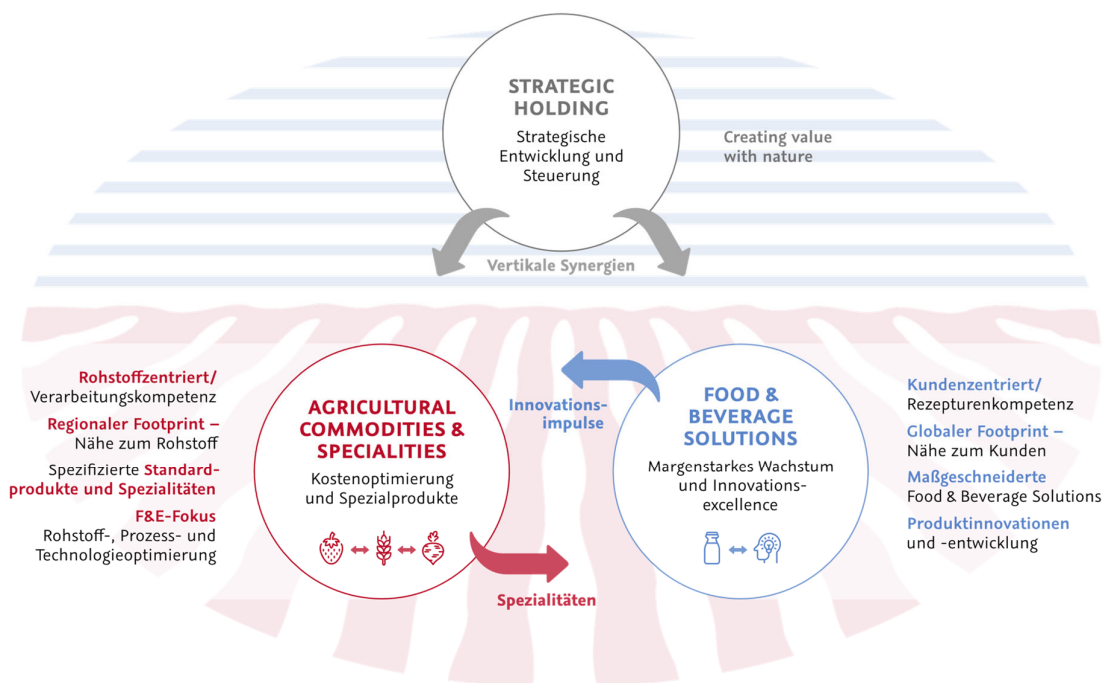 STRATEGIC
HOLDING
Strategische
Entwicklung und
Steuerung
Creating value
with nature
Vertikale Synergien
Rohstoffzentriert/
Verarbeitungskompetenz
Regionaler Footprint –
Nähe zum Rohstoff
Spezifizierte Standard-
produkte und Spezialitäten
F&E-Fokus
Rohstoff-, Prozess- und
Technologieoptimierung
AGRICULTURAL
COMMODITIES &
SPECIALITIES
Kostenoptimierung
und Spezialprodukte
Innovations-
impulse
Spezialitäten
FOOD &
BEVERAGE
SOLUTIONS
Margenstarkes Wachstum
und Innovations-
excellence
Kundenzentriert/
Rezepturenkompetenz
Globaler Footprint –
Nähe zum Kunden
Maßgeschneiderte
Food & Beverage Solutions
Produktinnovationen
und -entwicklung